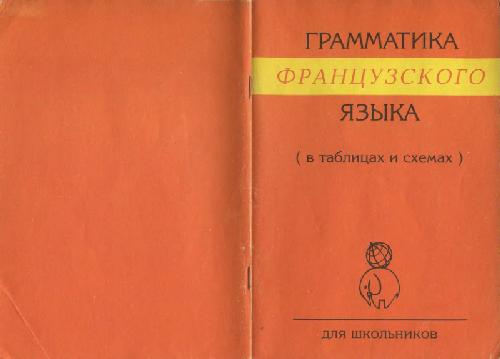 ГРАММАТИКА
ФРАНЦУЗСКОГО
ЯЗЫКА
( в таблицах и схемах )
ДЛЯ ШКОЛЬНИКОВ